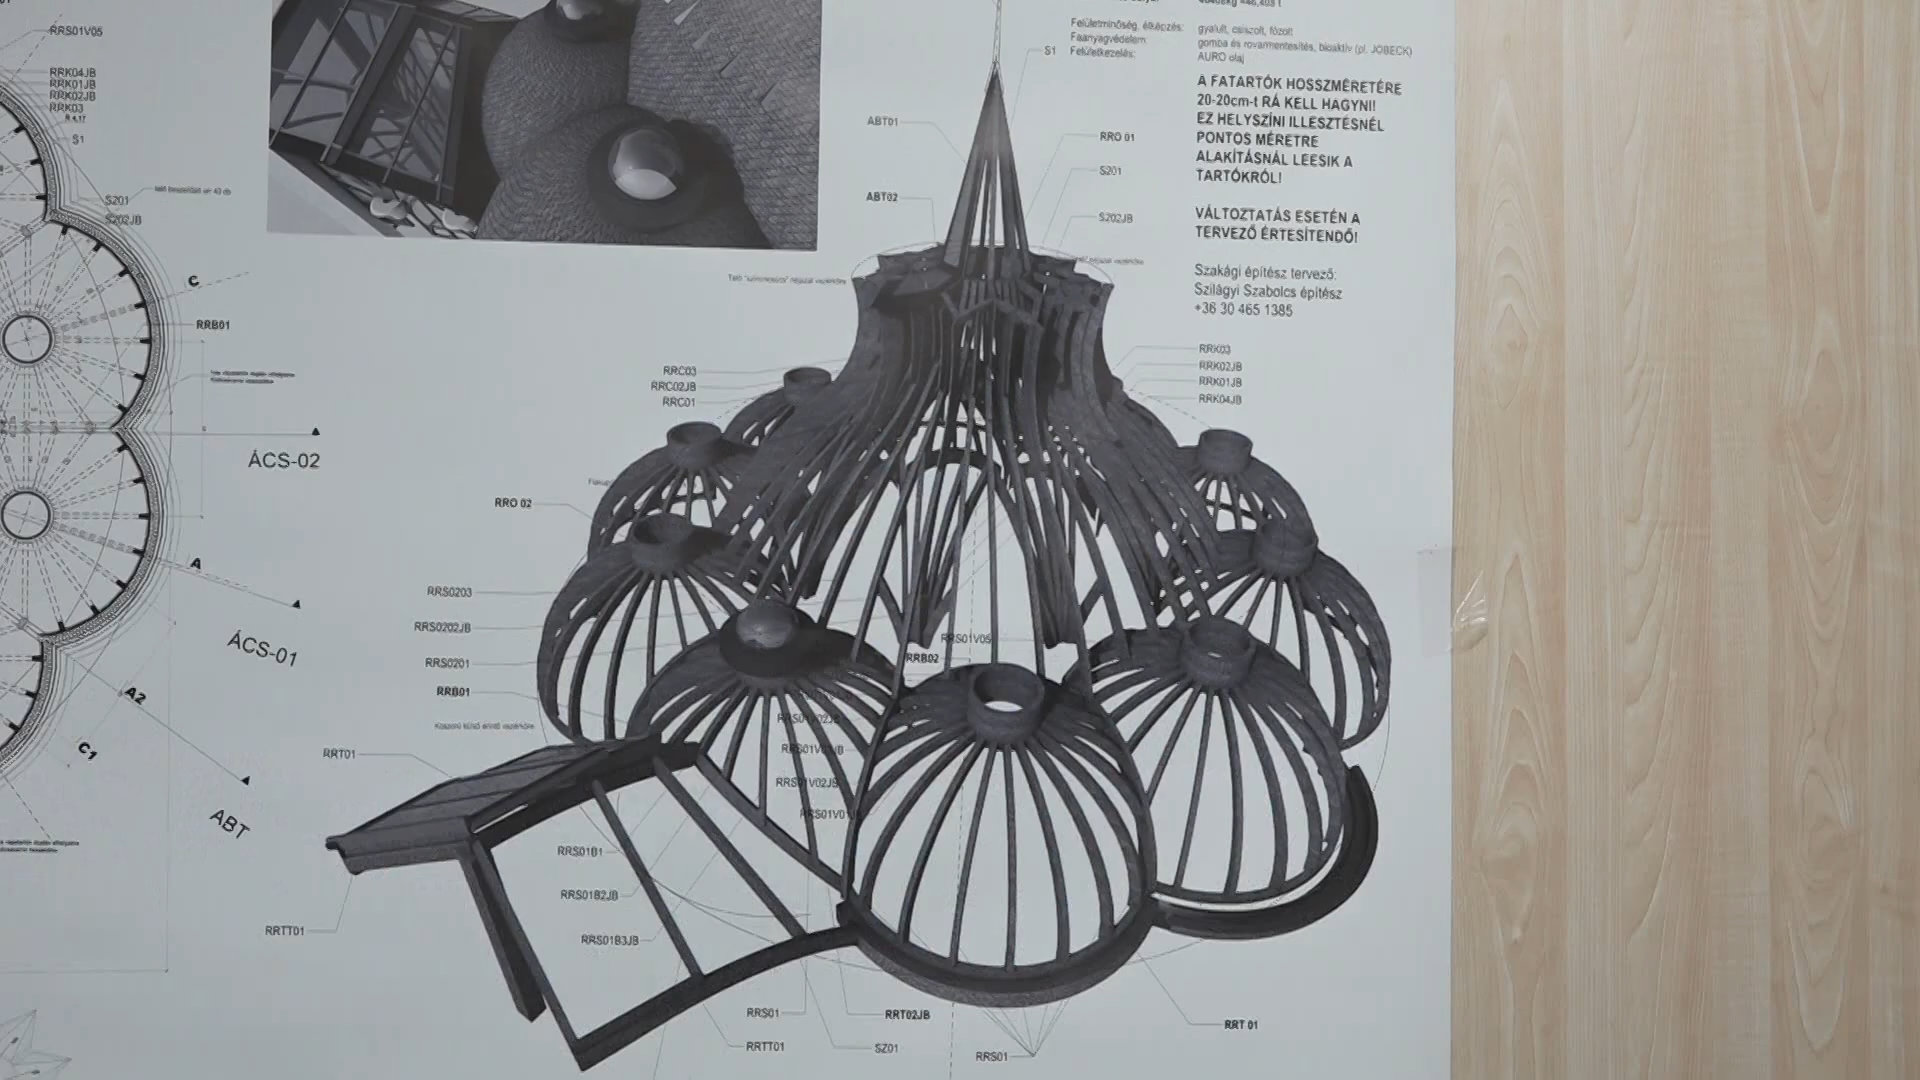 RRS01V05
RRK04JB
RRK01JB
RRK02JB
RRK03
S1
S201
S202JB
C
RRB01
ÁCS-02
A
ÁCS-01
A2
C1
ABT
Felületminőség, élképzés: gyalult, csiszolt, fózolt
Faanyagvédelem: gomba és rovarmentesítés, bioaktív (pl. JOBECK)
Felületkezelés: AURO olaj
S1
A FATARTÓK HOSSZMÉRETÉRE
20-20cm-t RÁ KELL HAGYNI!
EZ HELYSZÍNI ILLESZTÉSNÉL
PONTOS MÉRETRE
ALAKÍTÁSNÁL LEESIK A
TARTÓKRÓL!
VÁLTOZTATÁS ESETÉN A
TERVEZŐ ÉRTESÍTENDŐ!
Szakági építész tervező:
Szilágyi Szabolcs építész
+36 30 465 1385
ABT01
RRO 01
S201
ABT02
S202JB
RRC03
RRC02JB
RRC01
RRK03
RRK02JB
RRK01JB
RRK04JB
RRO 02
RRS0203
RRS0202JB
RRS0201
RRB01
RRS01V05
RRB02
RRT01
RRS01V02JB
RRS01B1
RRS01B2JB
RRS01B3JB
RRTT01
RRS01
RRT02JB
RRTT01
SZ01
RRS01
RRT 01